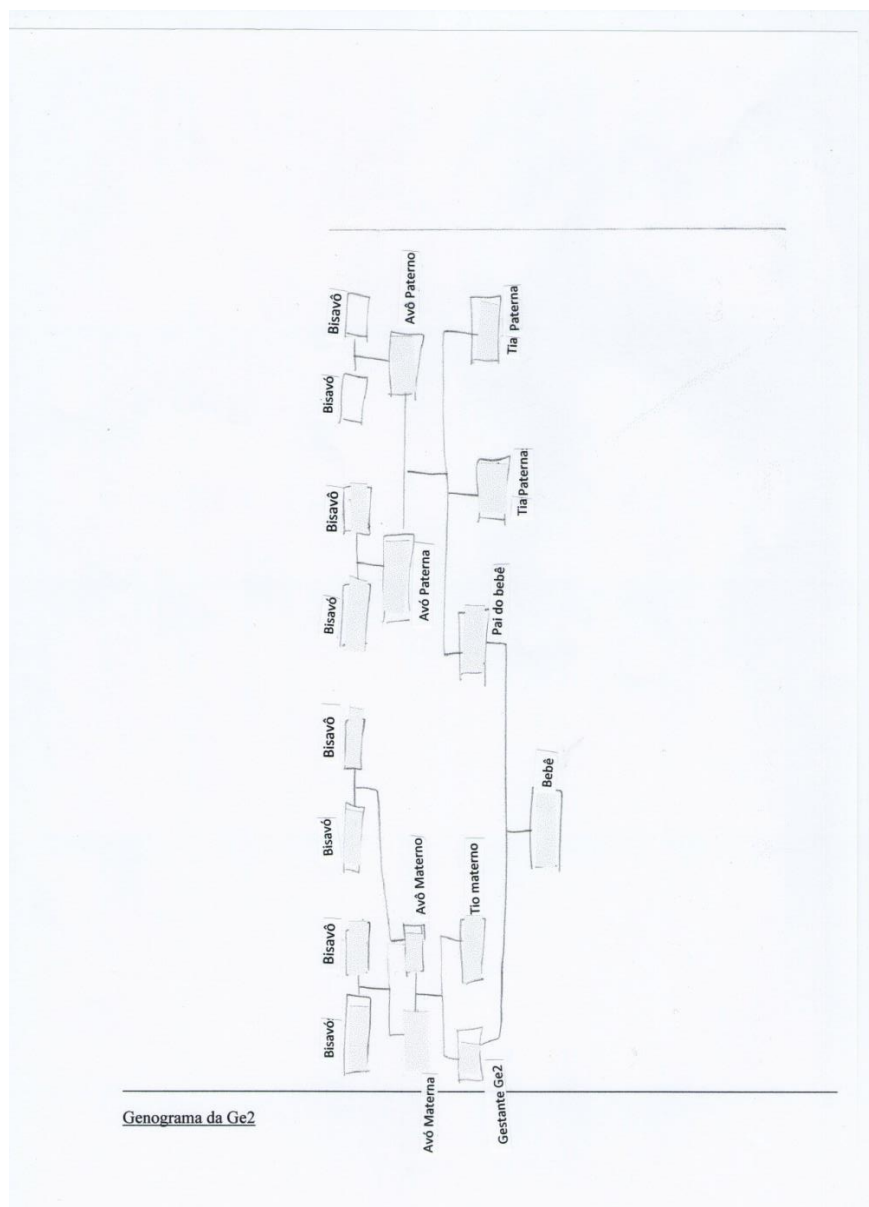 Genograma da Ge2
Bisavó
Bisavô
Bisavó
Bisavô
Bisavó
Bisavô
Bisavó
Bisavô
Avó Materna
Avô Materno
Avó Paterna
Avô Paterno
Gestante Ge2
Tio materno
Pai do bebê
Tia Paterna
Tia Paterna
Bebê